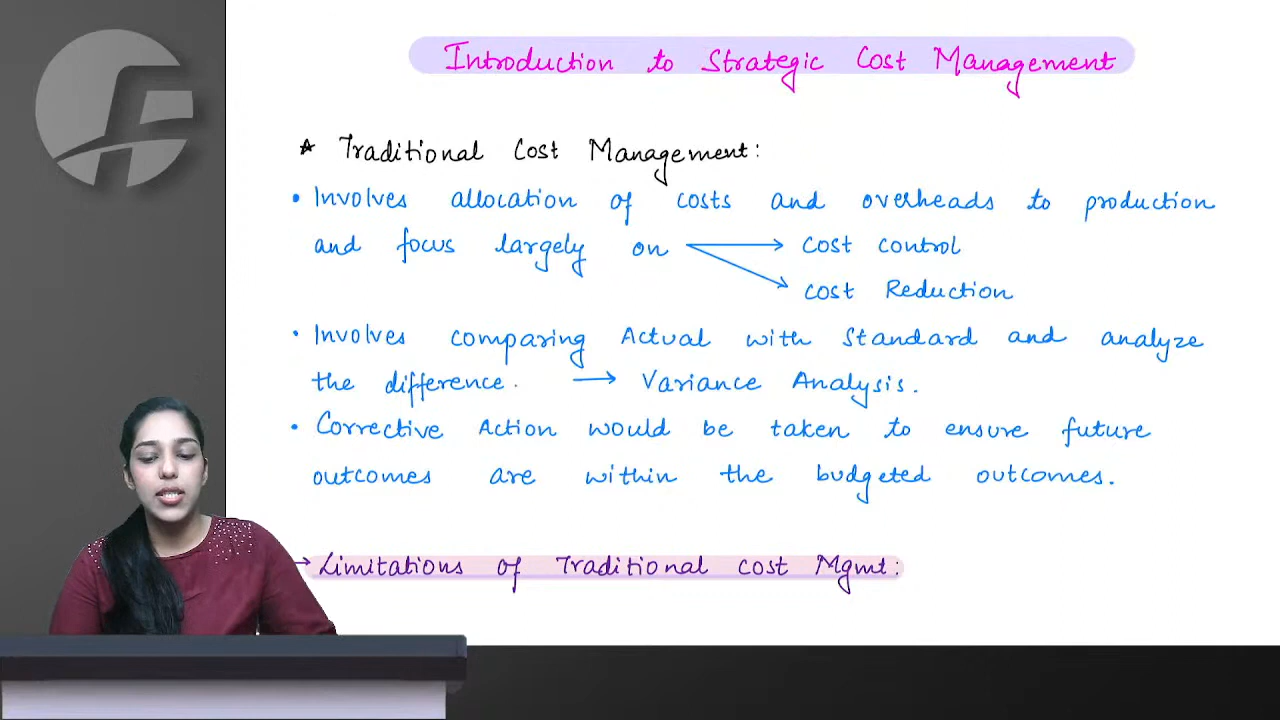 Introduction to Strategic Cost Management
* Traditional Cost Management:
• Involves allocation of costs and overheads to production
and focus largely on → cost control
→ cost Reduction
• Involves comparing Actual with Standard and analyze
the difference. → Variance Analysis.
• Corrective Action would be taken to ensure future
outcomes are within the budgeted outcomes.
→ Limitations of Traditional cost Mgmt: